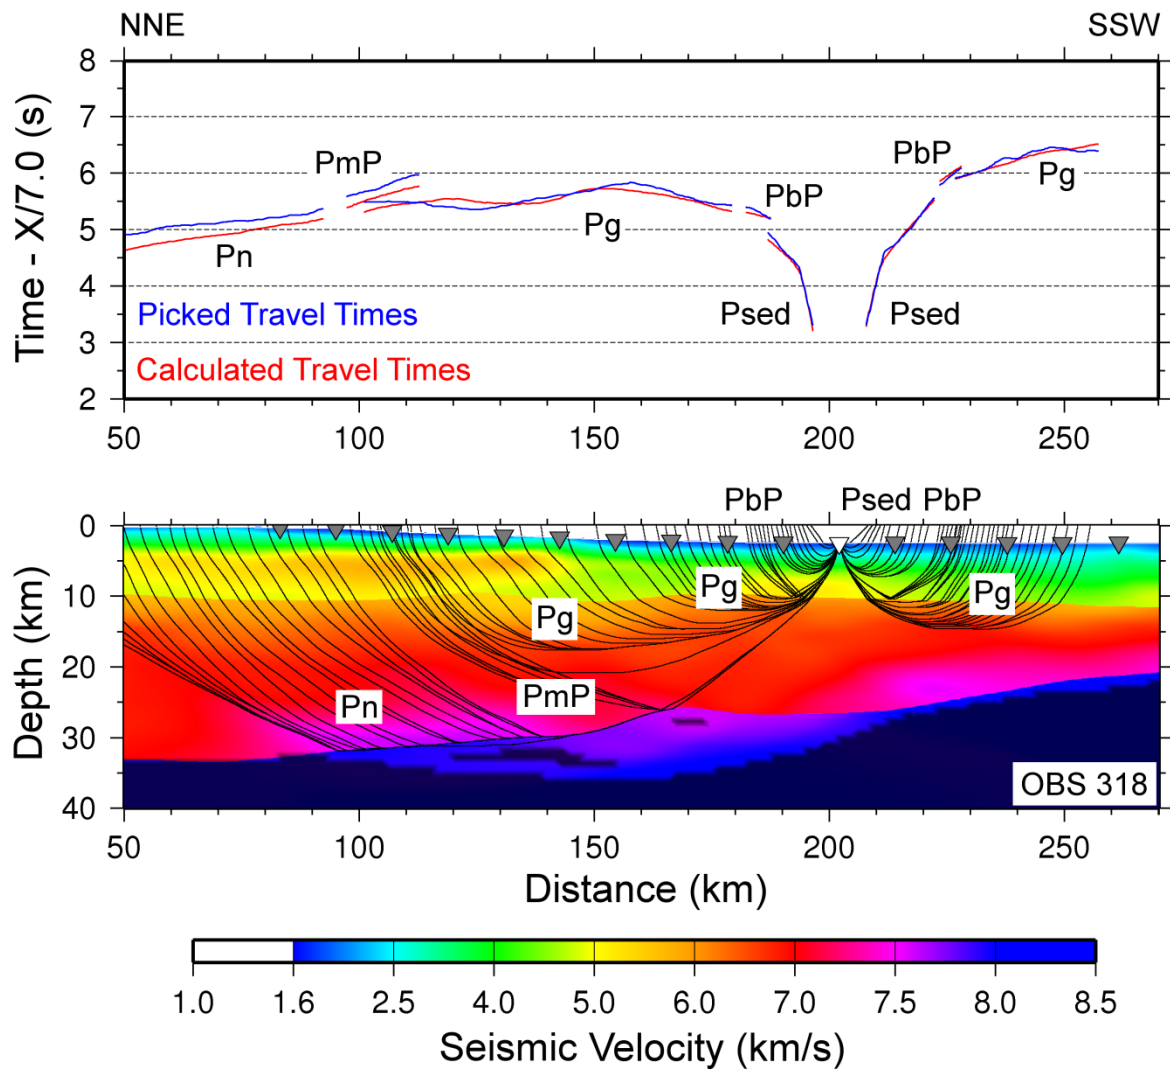 NNE SSW
8
7
6
5
4
3
2
Time - X/7.0 (s)
PmP
PbP
Pg
PbP
Pg
Pn
Psed
Psed
Picked Travel Times
Calculated Travel Times
50 100 150 200 250
PbP Psed PbP
0
10
20
30
40
Depth (km)
Pg
Pg
Pg
PmP
Pn
OBS 318
50 100 150 200 250
Distance (km)
1.0 1.6 2.5 4.0 5.0 6.0 7.0 7.5 8.0 8.5
Seismic Velocity (km/s)